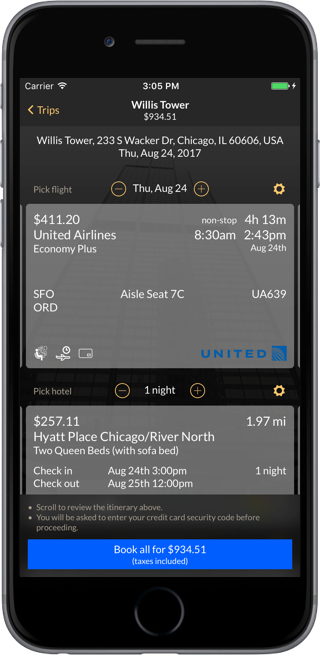 Carrier 3:05 PM
Trips Willis Tower
$934.51
Willis Tower, 233 S Wacker Dr, Chicago, IL 60606, USA
Thu, Aug 24, 2017
Pick flight Thu, Aug 24
$411.20 non-stop 4h 13m
United Airlines 8:30am 2:43pm
Economy Plus Aug 24th
SFO Aisle Seat 7C UA639
ORD
UNITED
Pick hotel 1 night
$257.11 1.97 mi
Hyatt Place Chicago/River North
Two Queen Beds (with sofa bed)
Check in Aug 24th 3:00pm 1 night
Check out Aug 25th 12:00pm
• Scroll to review the itinerary above.
• You will be asked to enter your credit card security code before
proceeding.
Book all for $934.51
(taxes included)